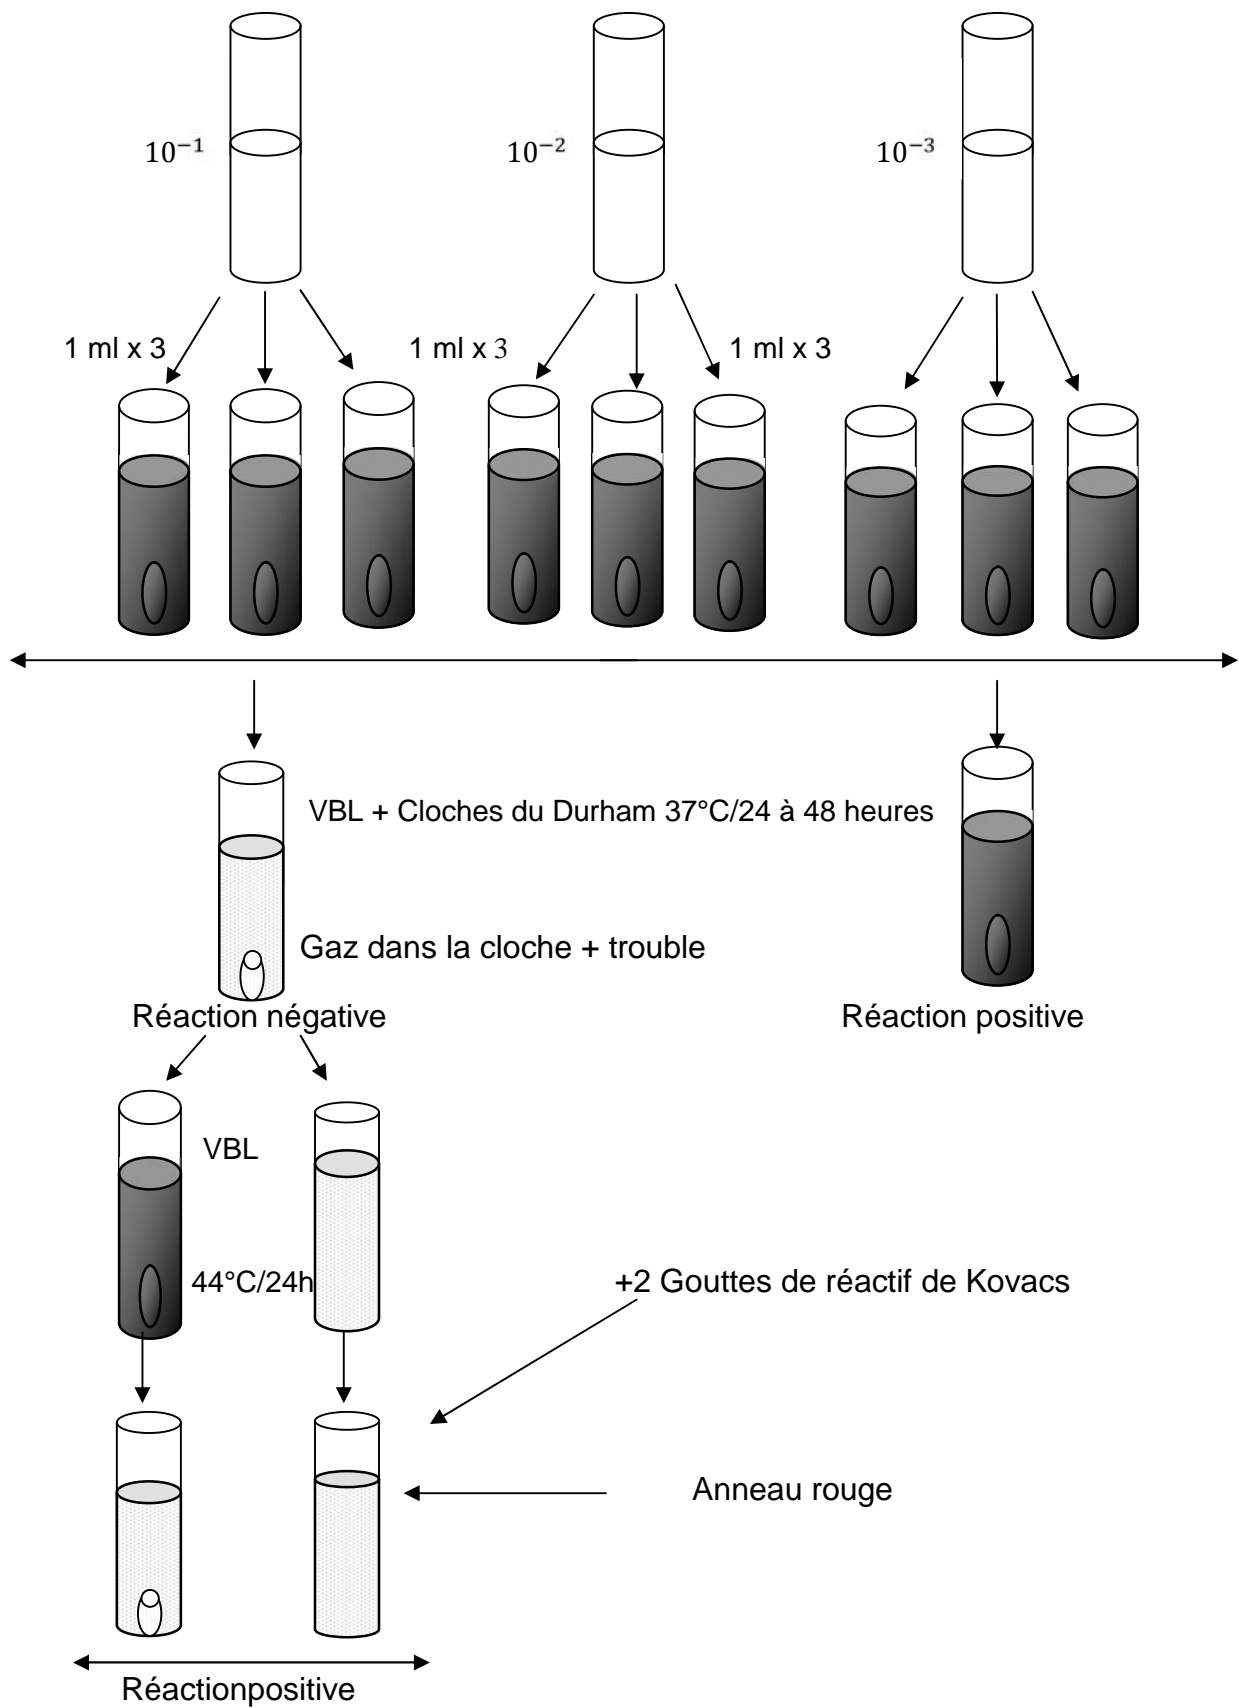 10⁻¹
10⁻²
10⁻³
1 ml x 3
1 ml x 3
1 ml x 3
VBL + Cloches du Durham 37°C/24 à 48 heures
Gaz dans la cloche + trouble
Réaction négative
Réaction positive
VBL
44°C/24h
+2 Gouttes de réactif de Kovacs
Anneau rouge
Réactionpositive